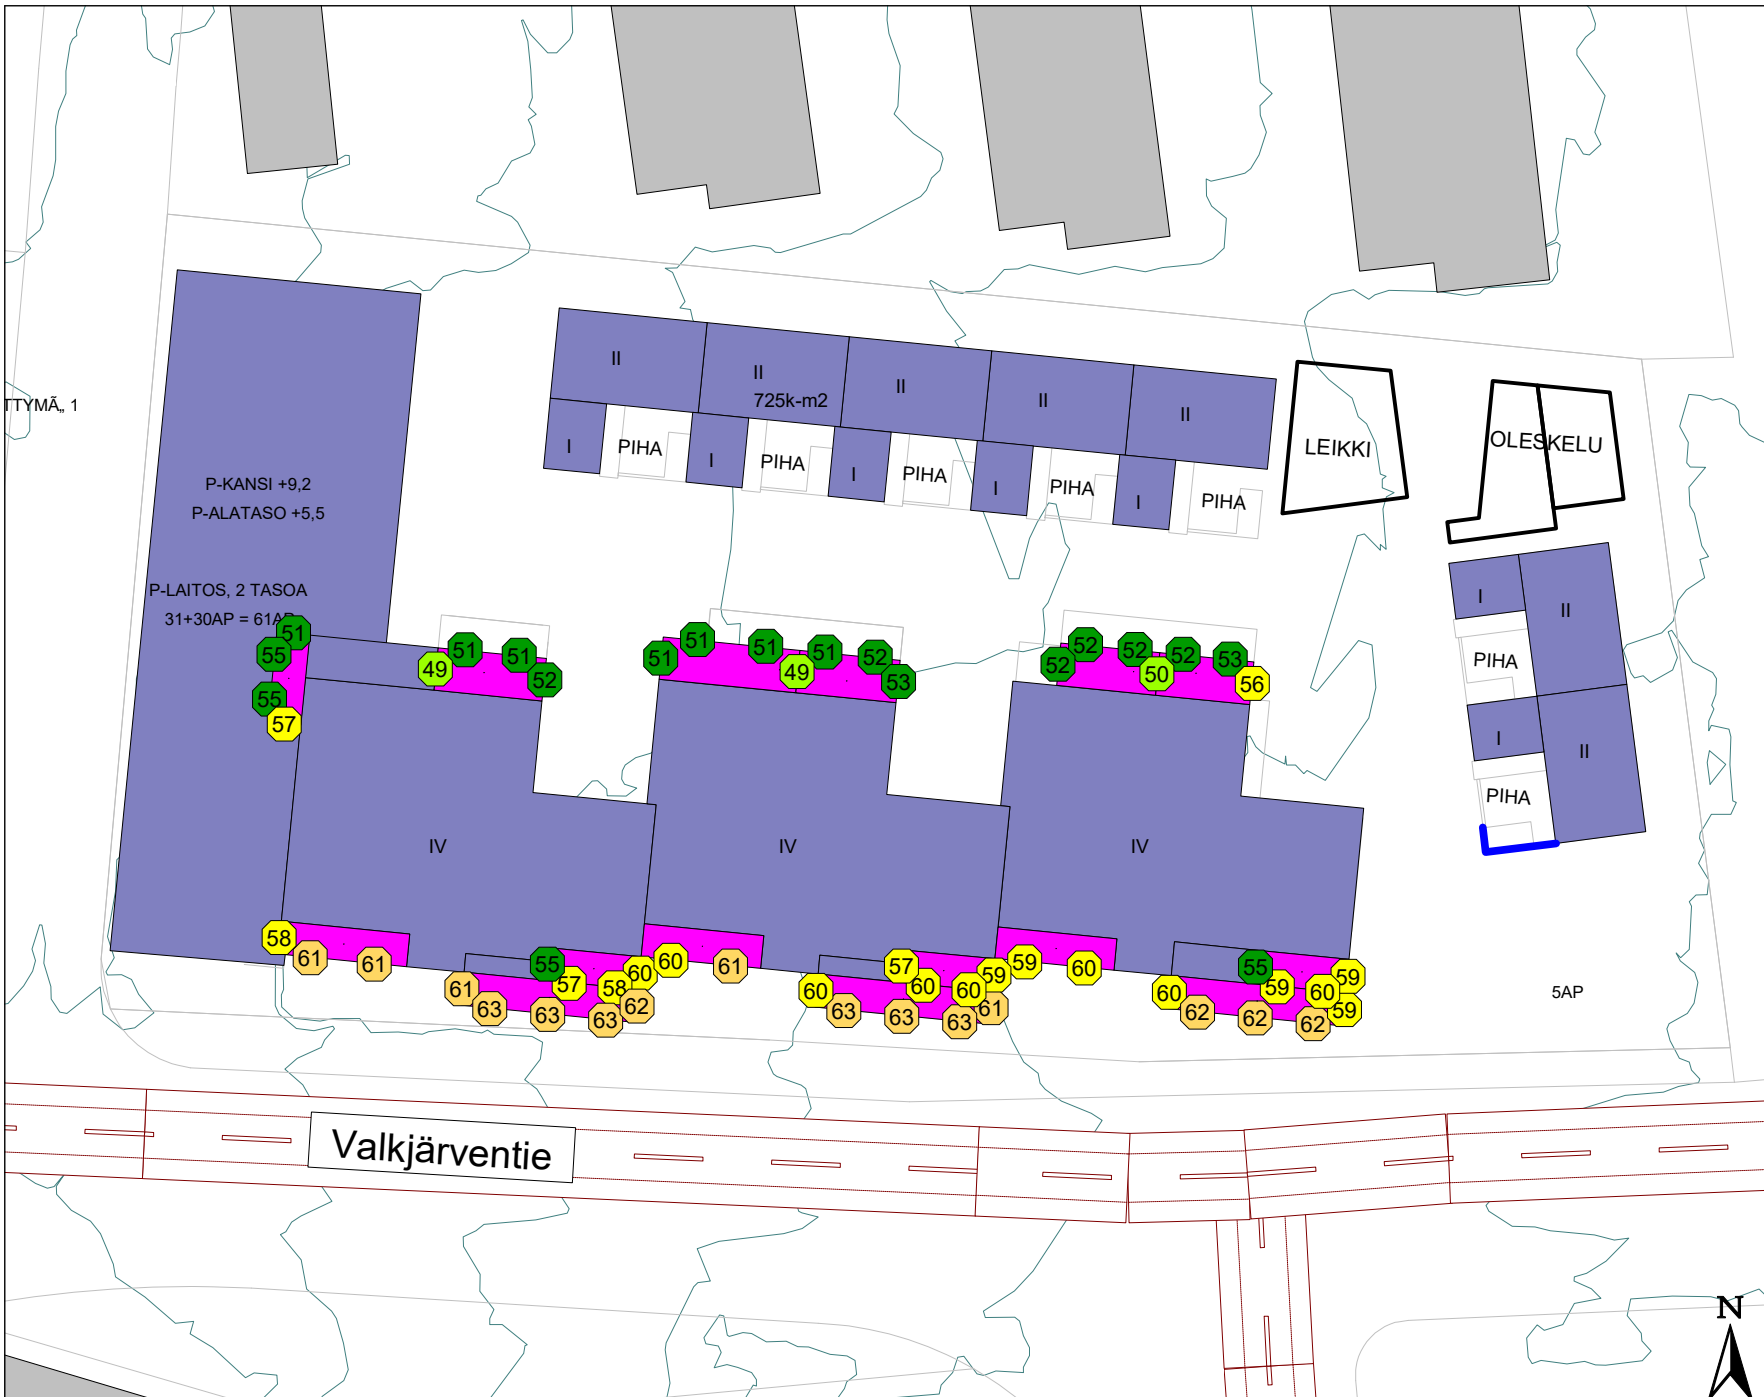 II
II
725k-m2
II
II
II
I
PIHA
I
PIHA
I
PIHA
I
PIHA
I
PIHA
LEIKKI
OLESKELU
TTYMÃ„ 1
P-KANSI +9,2
P-ALATASO +5,5
P-LAITOS, 2 TASOA
31+30AP = 61AP
I
II
PIHA
I
II
PIHA
51
55
55
57
49
51
51
52
51
51
51
49
51
52
53
52
52
52
50
52
53
56
IV
IV
IV
58
61
61
61
63
55
57
63
58
63
60
62
60
61
60
63
57
60
63
60
63
59
61
59
60
60
62
55
59
62
60
62
59
59
5AP
Valkjärventie
N